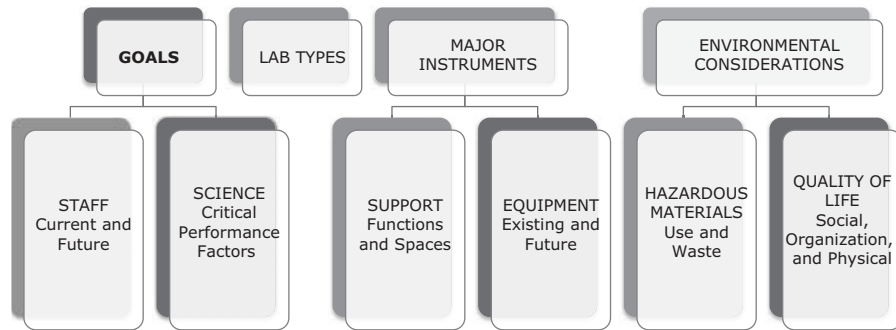 GOALS
LAB TYPES
MAJOR
INSTRUMENTS
ENVIRONMENTAL
CONSIDERATIONS
STAFF
Current and
Future
SCIENCE
Critical
Performance
Factors
SUPPORT
Functions
and Spaces
EQUIPMENT
Existing and
Future
HAZARDOUS
MATERIALS
Use and
Waste
QUALITY OF
LIFE
Social,
Organization,
and Physical